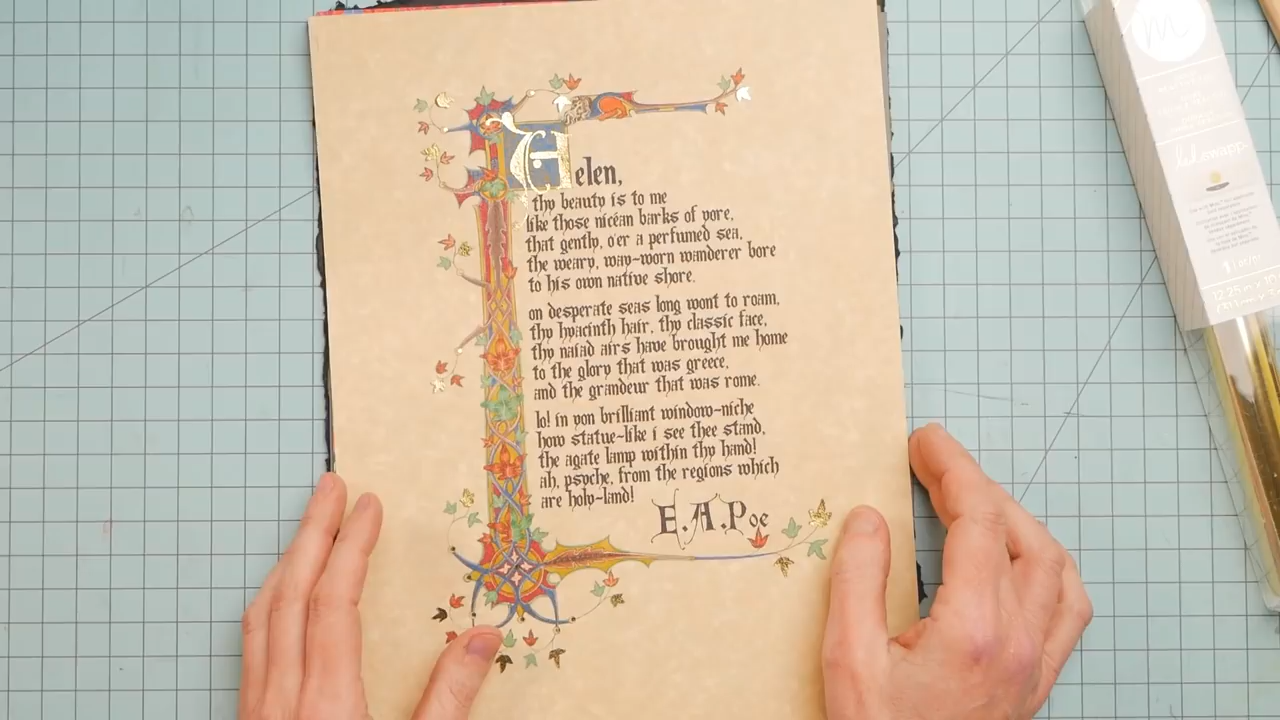 Helen,
thy beauty is to me
like those nicéan barks of yore,
that gently, o'er a perfumed sea,
the weary, way-worn wanderer bore
to his own native shore.
on desperate seas long wont to roam,
thy hyacinth hair, thy classic face,
thy naiad airs have brought me home
to the glory that was greece,
and the grandeur that was rome.
lo! in yon brilliant window-niche
how statue-like i see thee stand,
the agate lamp within thy hand!
ah, psyche, from the regions which
are holy-land!
E.A.Poe
m
heidi swapp